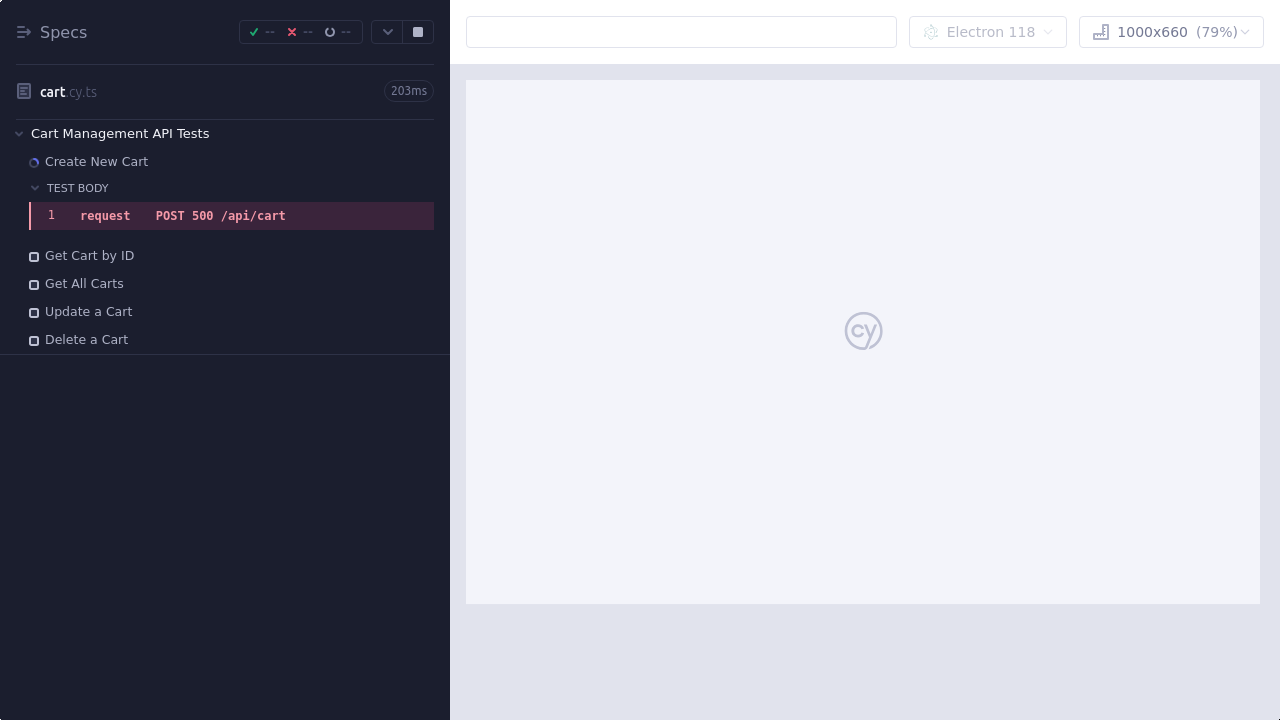 Specs -- -- --
cart.cy.ts 203ms
Cart Management API Tests
Create New Cart
TEST BODY
1 request POST 500 /api/cart
Get Cart by ID
Get All Carts
Update a Cart
Delete a Cart
Electron 118
1000x660 (79%)
cy